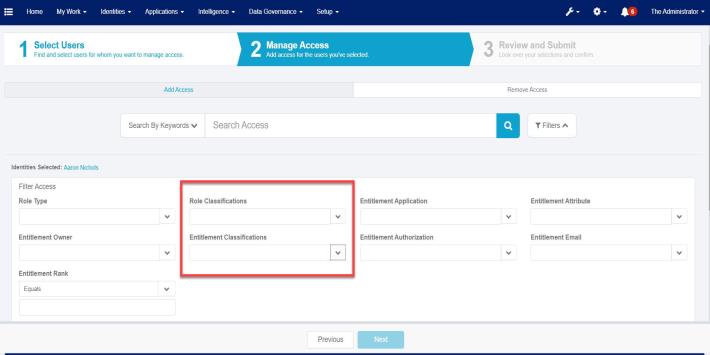 Home My Work Identities Applications Intelligence Data Governance Setup 6 The Administrator
1 Select Users
Find and select users for whom you want to manage access.
2 Manage Access
Add access for the users you've selected.
3 Review and Submit
Look over your selections and confirm.
Add Access Remove Access
Search By Keywords Search Access Filters
Identities Selected: Aaron Nichols
Filter Access
Role Type Role Classifications Entitlement Application Entitlement Attribute
Entitlement Owner Entitlement Classifications Entitlement Authorization Entitlement Email
Entitlement Rank
Equals
Previous Next